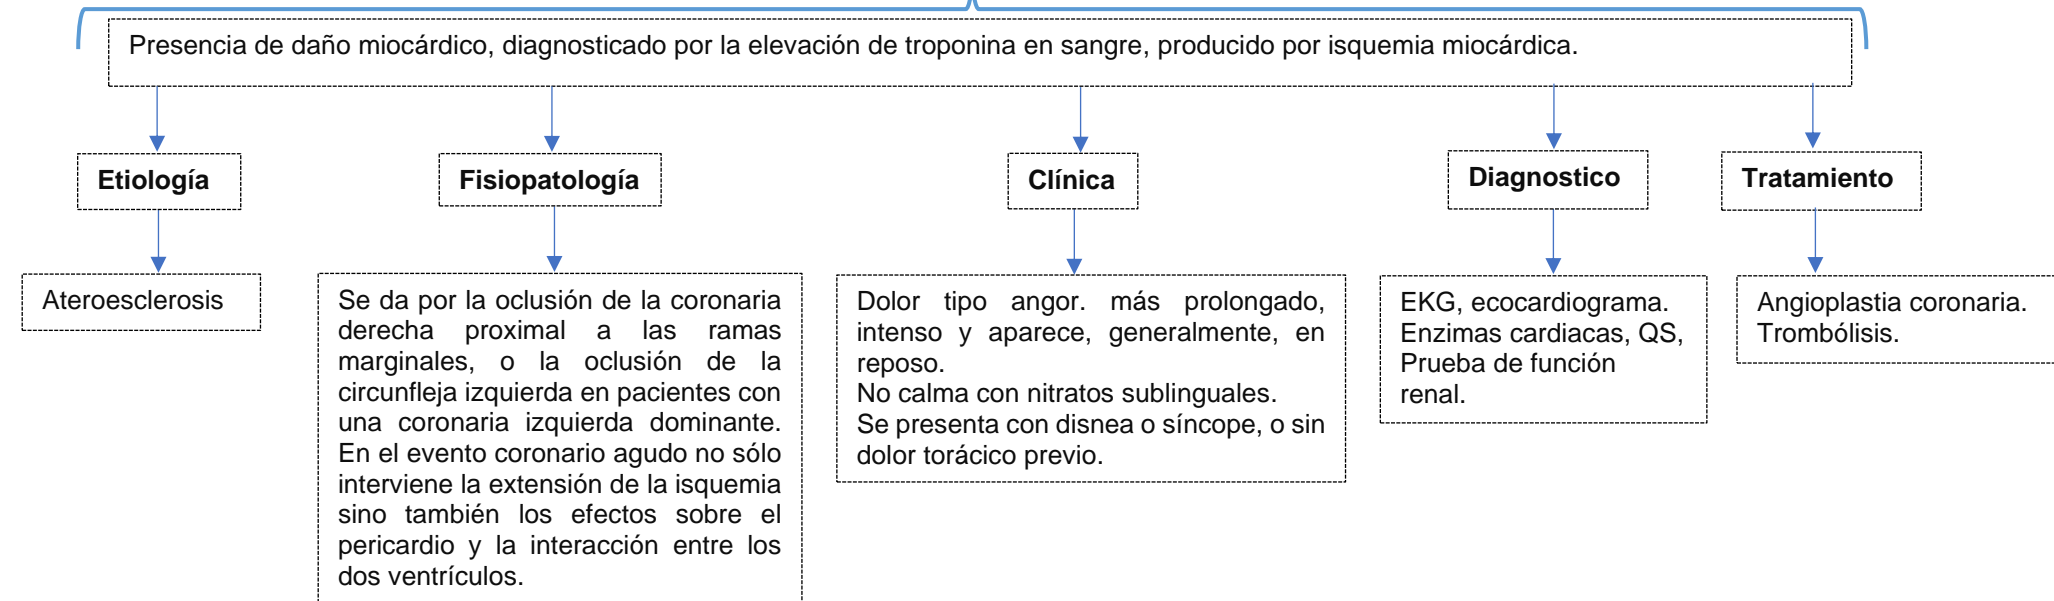 Presencia de daño miocárdico, diagnosticado por la elevación de troponina en sangre, producido por isquemia miocárdica.
Etiología
Fisiopatología
Clínica
Diagnostico
Tratamiento
Ateroesclerosis
Se da por la oclusión de la coronaria
derecha proximal a las ramas
marginales, o la oclusión de la
circunfleja izquierda en pacientes con
una coronaria izquierda dominante.
En el evento coronario agudo no sólo
interviene la extensión de la isquemia
sino también los efectos sobre el
pericardio y la interacción entre los
dos ventrículos.
Dolor tipo angor. más prolongado,
intenso y aparece, generalmente, en
reposo.
No calma con nitratos sublinguales.
Se presenta con disnea o síncope, o sin
dolor torácico previo.
EKG, ecocardiograma.
Enzimas cardiacas, QS,
Prueba de función
renal.
Angioplastia coronaria.
Trombólisis.